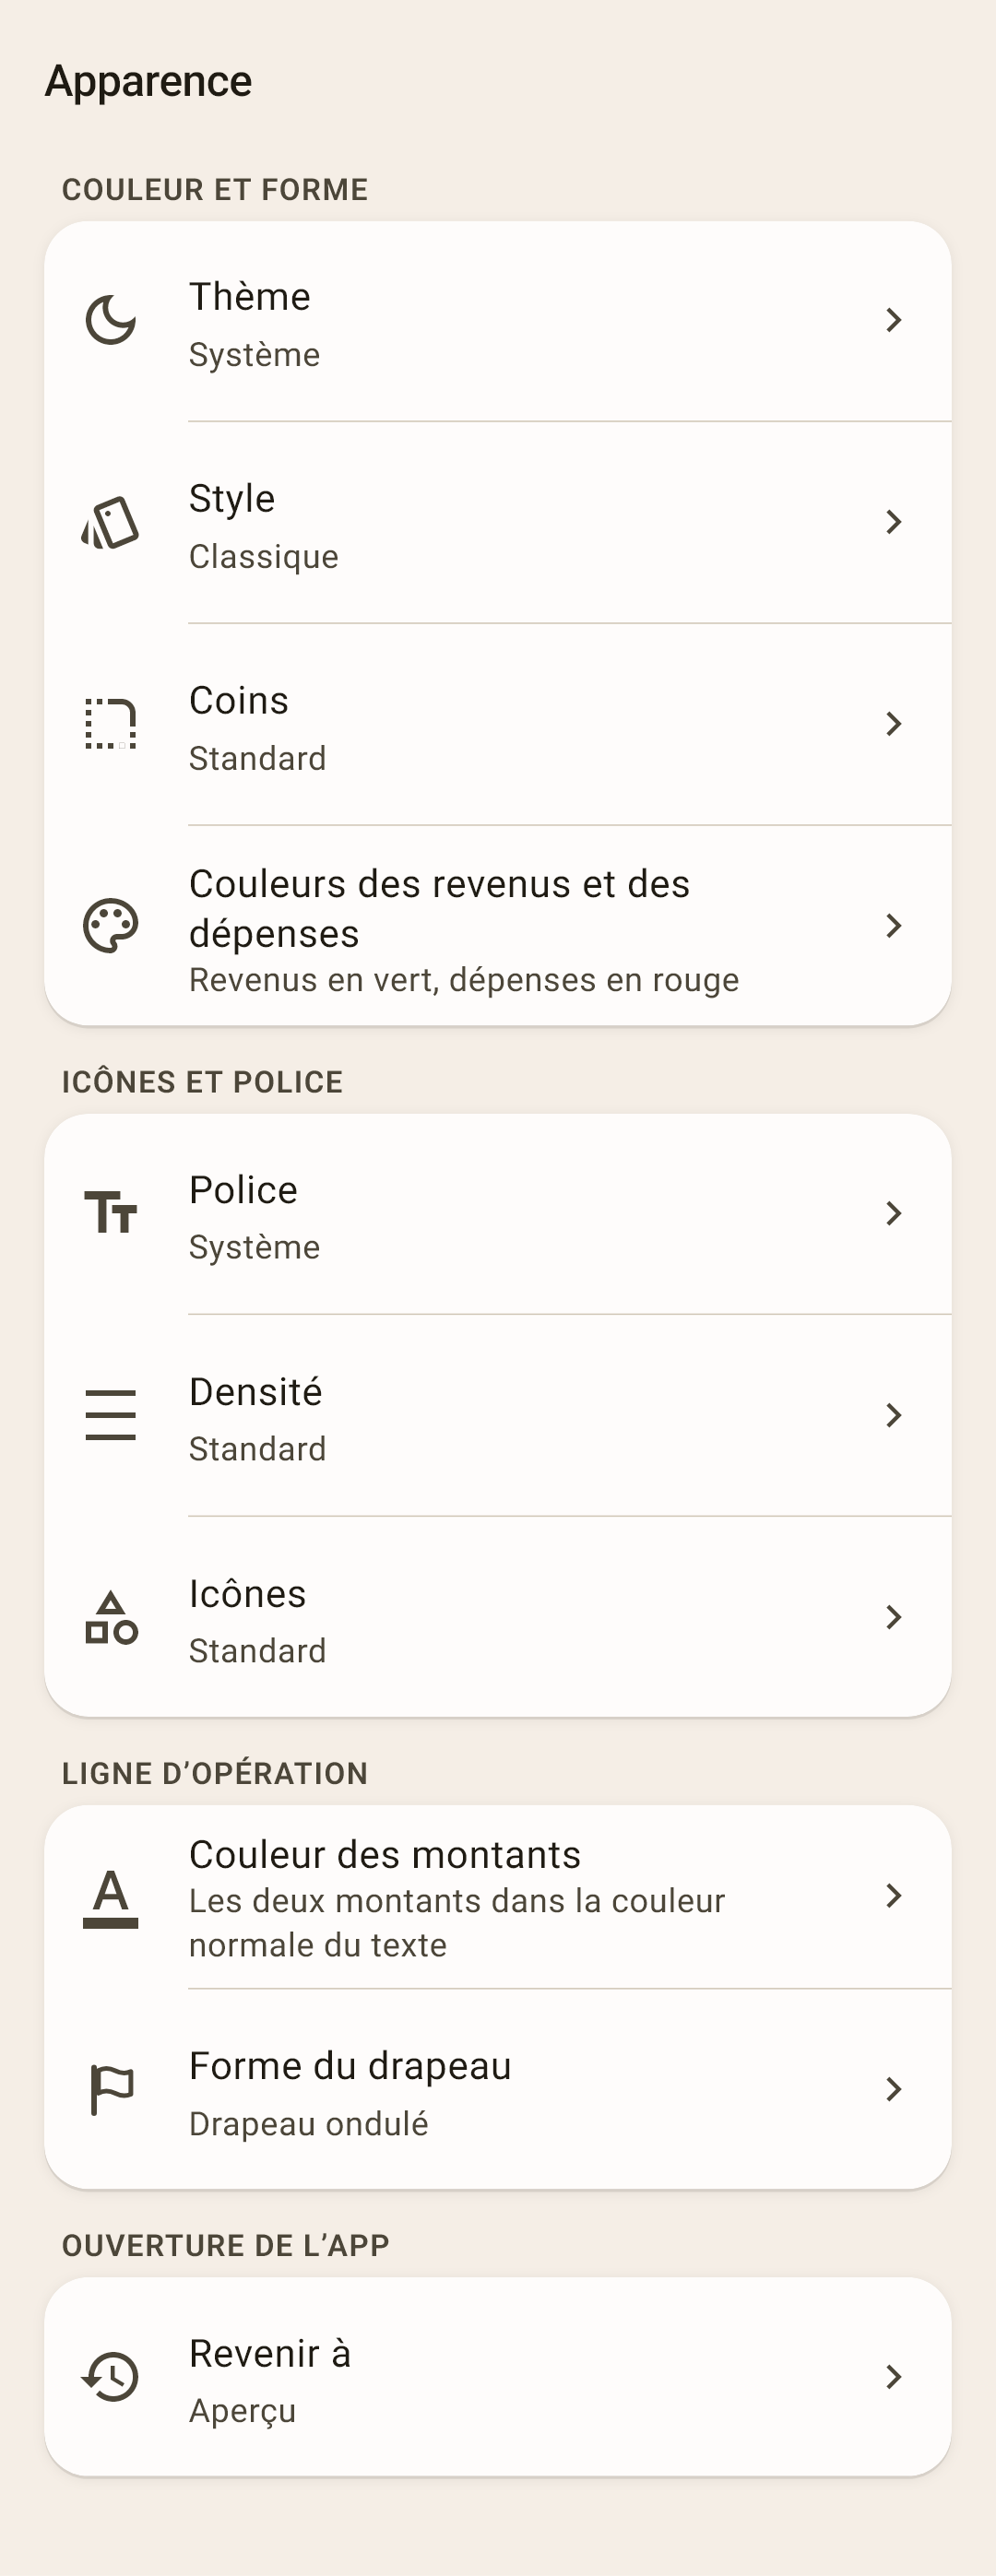 Apparence
COULEUR ET FORME
Thème
Système
Style
Classique
Coins
Standard
Couleurs des revenus et des
dépenses
Revenus en vert, dépenses en rouge
ICÔNES ET POLICE
Police
Système
Densité
Standard
Icônes
Standard
LIGNE D’OPÉRATION
Couleur des montants
Les deux montants dans la couleur
normale du texte
Forme du drapeau
Drapeau ondulé
OUVERTURE DE L’APP
Revenir à
Aperçu